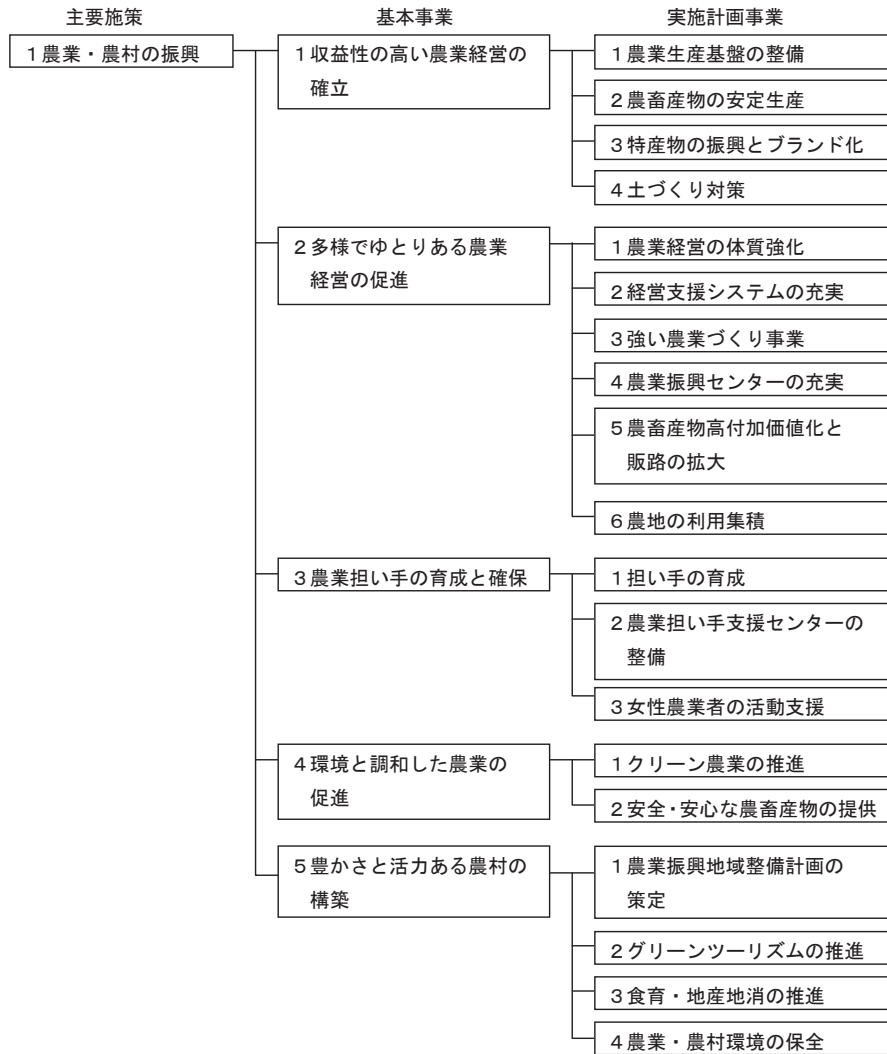 主要施策
基本事業
実施計画事業
1農業・農村の振興
1収益性の高い農業経営の
確立
1農業生産基盤の整備
2農畜産物の安定生産
3特産物の振興とブランド化
4土づくり対策
2多様でゆとりある農業
経営の促進
1農業経営の体質強化
2経営支援システムの充実
3強い農業づくり事業
4農業振興センターの充実
5農畜産物高付加価値化と
販路の拡大
6農地の利用集積
3農業担い手の育成と確保
1担い手の育成
2農業担い手支援センターの
整備
3女性農業者の活動支援
4環境と調和した農業の
促進
1クリーン農業の推進
2安全・安心な農畜産物の提供
5豊かさと活力ある農村の
構築
1農業振興地域整備計画の
策定
2グリーンツーリズムの推進
3食育・地産地消の推進
4農業・農村環境の保全